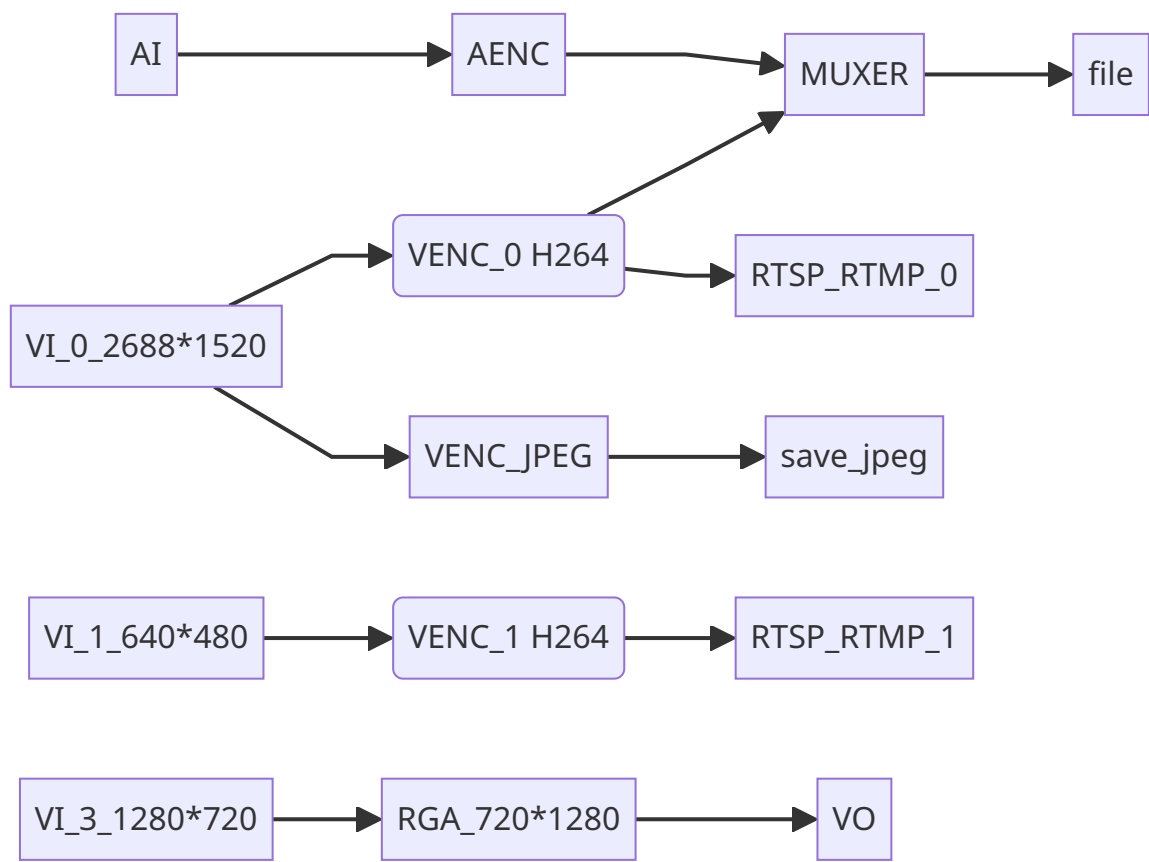 AI
AENC
MUXER
file
VENC_0 H264
RTSP_RTMP_0
VI_0_2688*1520
VENC_JPEG
save_jpeg
VI_1_640*480
VENC_1 H264
RTSP_RTMP_1
VI_3_1280*720
RGA_720*1280
VO